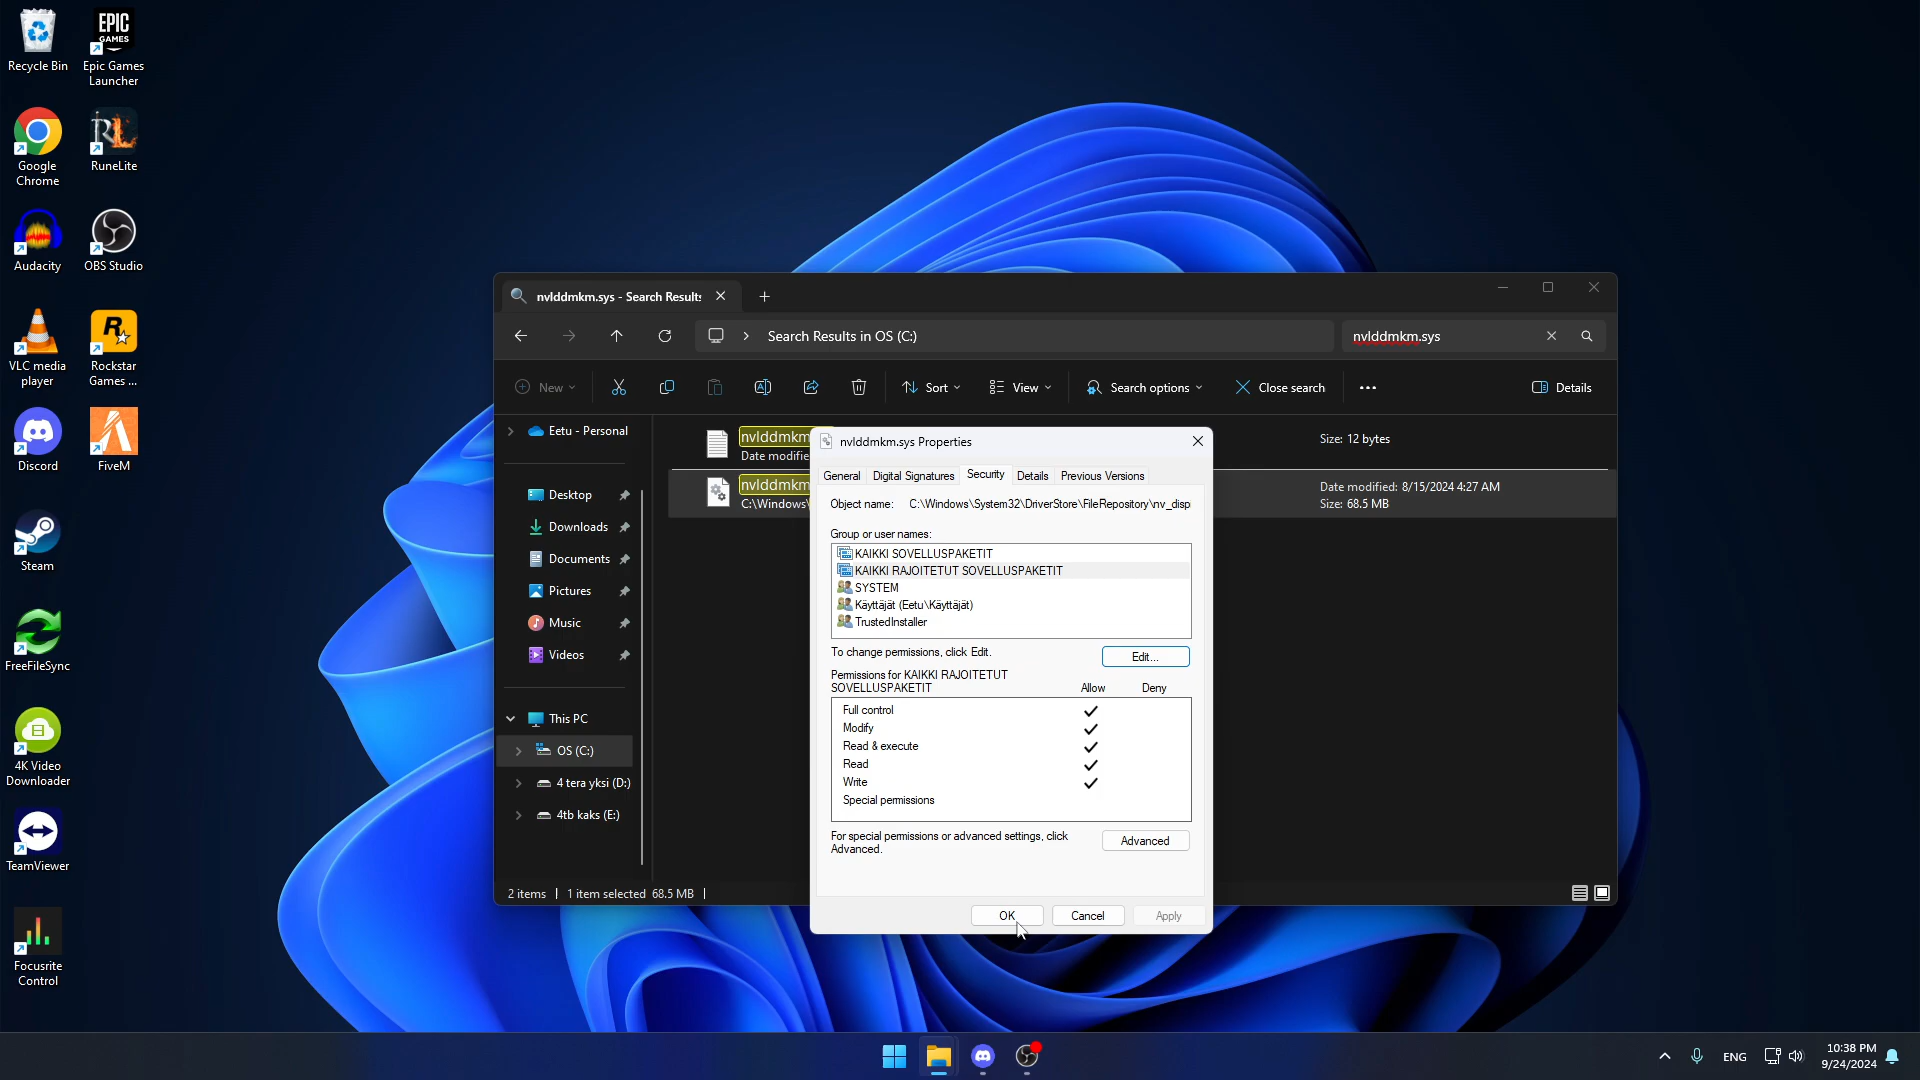 Recycle Bin
EPIC
GAMES
Epic Games
Launcher
Google
Chrome
RuneLite
Audacity
OBS Studio
VLC media
player
Rockstar
Games ...
Discord
FiveM
Steam
FreeFileSync
4K Video
Downloader
TeamViewer
Focusrite
Control
nvlddmkm.sys - Search Results
Search Results in OS (C:)
nvlddmkm.sys
New
Sort
View
Search options
Close search
Details
Eetu - Personal
Desktop
Downloads
Documents
Pictures
Music
Videos
This PC
OS (C:)
4 tera yksi (D:)
4tb kaks (E:)
nvlddmkm
Date modifie
Size: 12 bytes
nvlddmkm
C:\Windows\
Date modified: 8/15/2024 4:27 AM
Size: 68.5 MB
2 items
1 item selected 68.5 MB
nvlddmkm.sys Properties
General
Digital Signatures
Security
Details
Previous Versions
Object name: C:\Windows\System32\DriverStore\FileRepository\nv_disp
Group or user names:
KAIKKI SOVELLUSPAKETIT
KAIKKI RAJOITETUT SOVELLUSPAKETIT
SYSTEM
Käyttäjät (Eetu\Käyttäjät)
TrustedInstaller
To change permissions, click Edit.
Edit...
Permissions for KAIKKI RAJOITETUT
SOVELLUSPAKETIT
Allow
Deny
Full control
Modify
Read & execute
Read
Write
Special permissions
For special permissions or advanced settings, click
Advanced.
Advanced
OK
Cancel
Apply
ENG
10:38 PM
9/24/2024